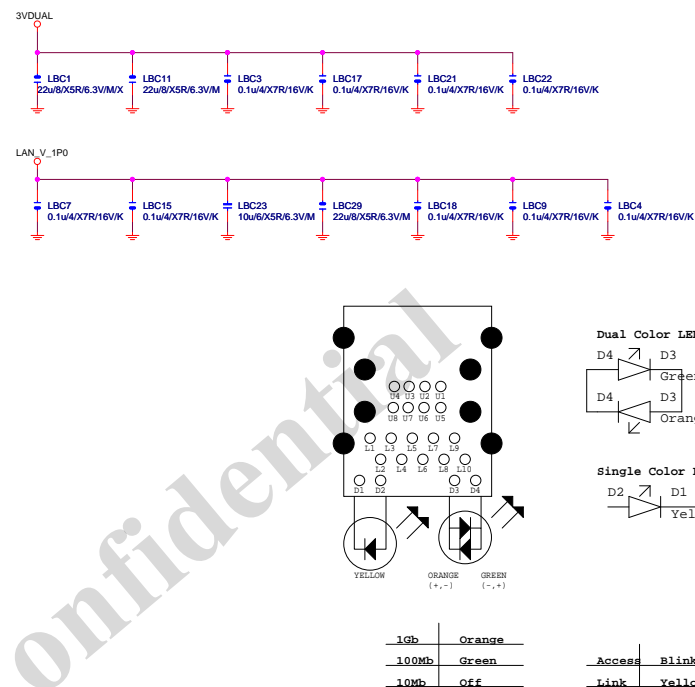 3VDUAL
LBC1
22u/8/X5R/6.3V/M/X
LBC11
22u/8/X5R/6.3V/M
LBC3
0.1u/4/X7R/16V/K
LBC17
0.1u/4/X7R/16V/K
LBC21
0.1u/4/X7R/16V/K
LBC22
0.1u/4/X7R/16V/K
LAN_V_1P0
LBC7
0.1u/4/X7R/16V/K
LBC15
0.1u/4/X7R/16V/K
LBC23
10u/6/X5R/6.3V/M
LBC29
22u/8/X5R/6.3V/M
LBC18
0.1u/4/X7R/16V/K
LBC9
0.1u/4/X7R/16V/K
LBC4
0.1u/4/X7R/16V/K
onfidential
U4 U3 U2 U1
U8 U7 U6 U5
L1 L3 L5 L7 L9
L2 L4 L6 L8 L10
D1 D2 D3 D4
YELLOW
ORANGE
(+,-)
GREEN
(-,+)
Dual Color LE
D4 D3
Green
D4 D3
Oran
Single Color
D2 D1
Yel
1Gb Orange
100Mb Green
10Mb Off
Access Blink
Link Yello